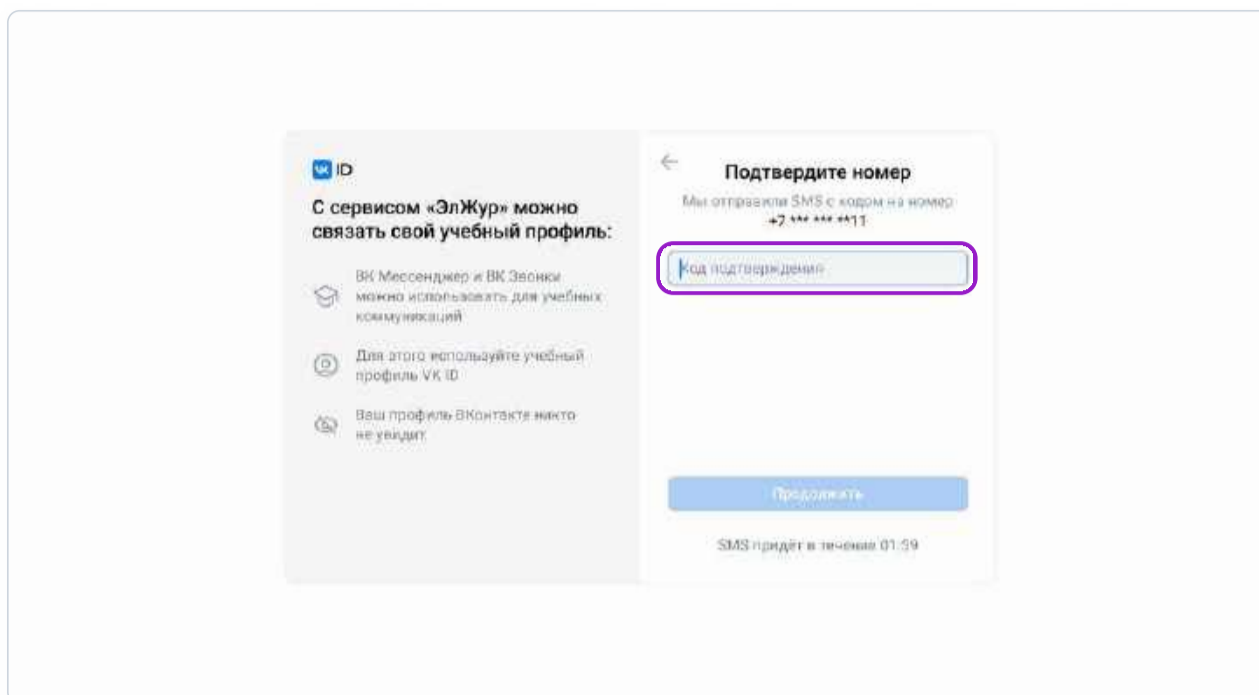 VK ID
С сервисом «ЭлЖур» можно
связать свой учебный профиль:
ВК Мессенджер и ВК Звонки
можно использовать для учебных
коммуникаций
Для этого используйте учебный
профиль VK ID
Ваш профиль ВКонтакте никто
не увидит
Подтвердите номер
Мы отправили SMS с кодом на номер
+7 *** *** **11
Код подтверждения
Продолжить
SMS придёт в течение 01:59